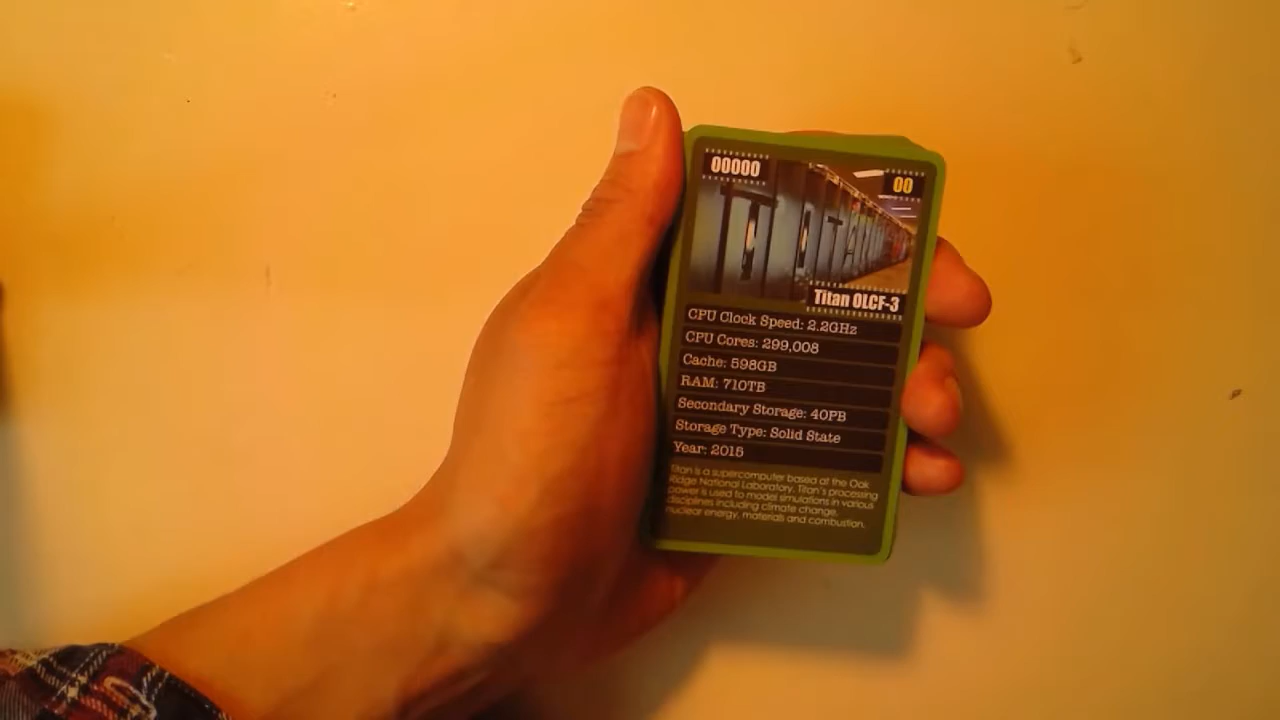 00000
00
TITAN
Titan OLCF-3
CPU Clock Speed: 2.2GHz
CPU Cores: 299,008
Cache: 598GB
RAM: 710TB
Secondary Storage: 40PB
Storage Type: Solid State
Year: 2015
Titan is a supercomputer based at the Oak
Ridge National Laboratory. Titan's processing
power is used to model simulations in various
disciplines including climate change,
nuclear energy, materials and combustion.